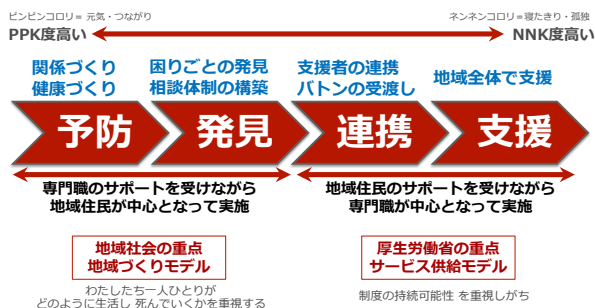 ピンピンコロリ= 元気・つながり
ネンネンコロリ=寝たきり・孤独
PPK度高い
NNK度高い
関係づくり
健康づくり
困りごとの発見
相談体制の構築
支援者の連携
バトンの受渡し
地域全体で支援
予防
発見
連携
支援
専門職のサポートを受けながら
地域住民が中心となって実施
地域住民のサポートを受けながら
専門職が中心となって実施
地域社会の重点
地域づくりモデル
厚生労働省の重点
サービス供給モデル
わたしたち一人ひとりが
どのように生活し 死んでいくかを重視する
制度の持続可能性 を重視しがち